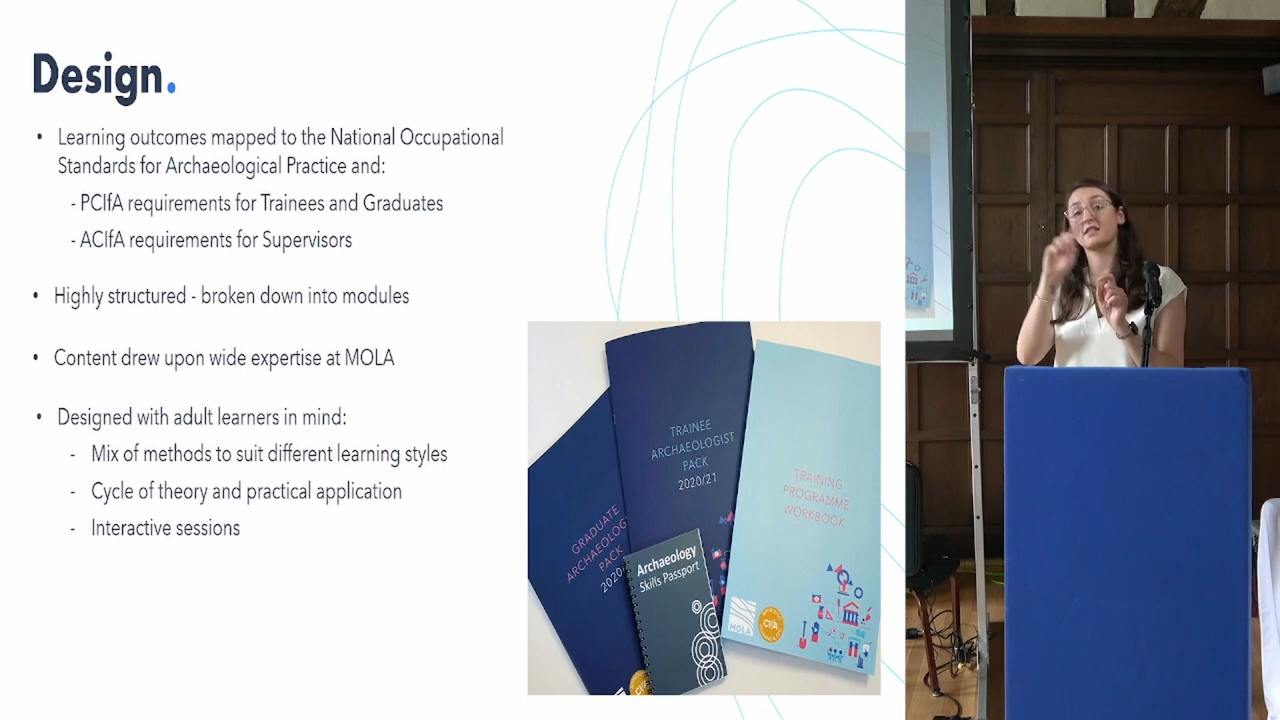 Design.
• Learning outcomes mapped to the National Occupational
Standards for Archaeological Practice and:
- PCIfA requirements for Trainees and Graduates
- ACIfA requirements for Supervisors
• Highly structured - broken down into modules
• Content drew upon wide expertise at MOLA
• Designed with adult learners in mind:
- Mix of methods to suit different learning styles
- Cycle of theory and practical application
- Interactive sessions
GRADUATE
ARCHAEOLOG
PACK
2020
TRAINEE
ARCHAEOLOGIST
PACK
2020/21
Archaeology
Skills Passport
TRAINING
PROGRAMME
WORKBOOK
MOLA
CIfA